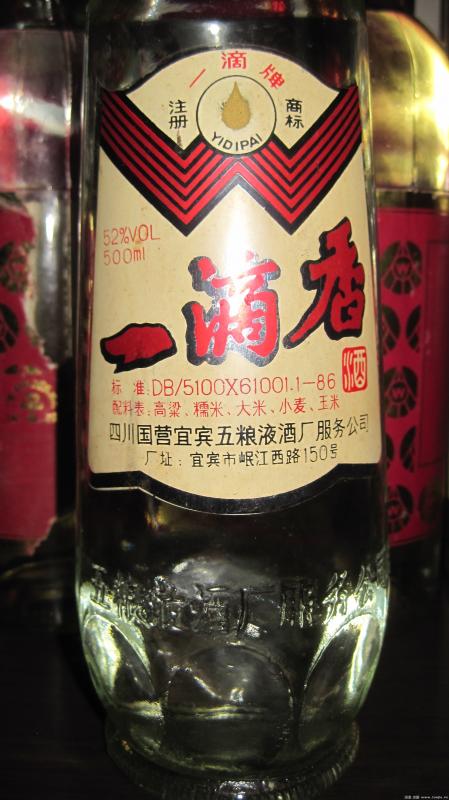 一滴牌
注册 商标
YIDIPAI
52%VOL
500ml
一滴香
酒
标 准:DB/5100X61001.1-86
配料表:高粱、糯米、大米、小麦、玉米
四川国营宜宾五粮液酒厂服务公司
厂址:宜宾市岷江西路150号
五粮液酒厂服务公